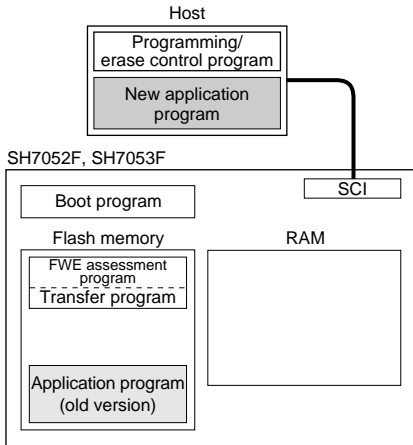 Host
Programming/
erase control program
New application
program
SH7052F, SH7053F
SCI
Boot program
Flash memory
RAM
FWE assessment
program
Transfer program
Application program
(old version)